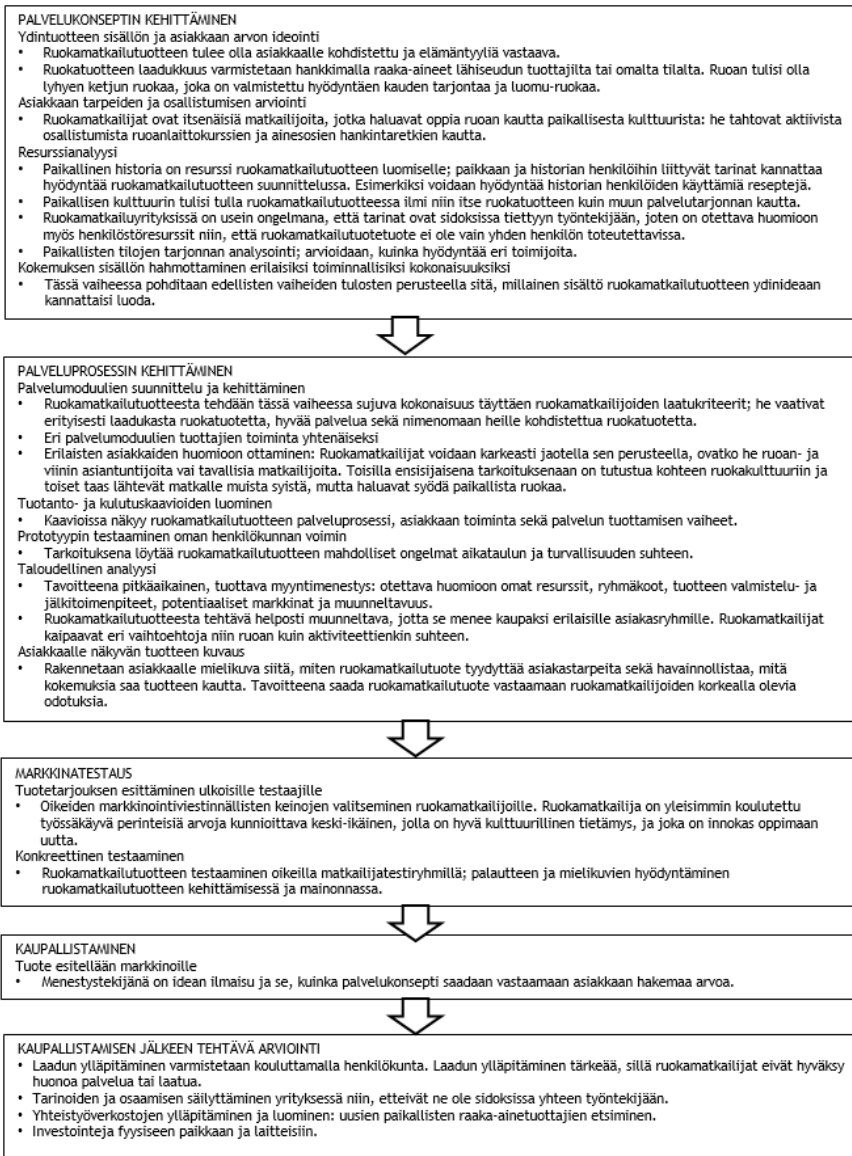 PALVELUKONSEPTIN KEHITTÄMINEN
Ydintuotteen sisällön ja asiakkaan arvon ideointi
• Ruokamatkailutuotteen tulee olla asiakkaalle kohdistettu ja elämäntyyliä vastaava.
• Ruokatuotteen laadukkuus varmistetaan hankkimalla raaka-aineet lähiseudun tuottajilta tai omalta tilalta. Ruoan tulisi olla
lyhyen ketjun ruokaa, joka on valmistettu hyödyntäen kauden tarjontaa ja luomu-ruokaa.
Asiakkaan tarpeiden ja osallistumisen arviointi
• Ruokamatkailijat ovat itsenäisiä matkailijoita, jotka haluavat oppia ruoan kautta paikallisesta kulttuurista: he tahtovat aktiivista
osallistumista ruoanlaittokurssien ja ainesosien hankintaretkien kautta.
Resurssianalyysi
• Paikallinen historia on resurssi ruokamatkailutuotteen luomiselle; paikkaan ja historian henkilöihin liittyvät tarinat kannattaa
hyödyntää ruokamatkailutuotteen suunnittelussa. Esimerkiksi voidaan hyödyntää historian henkilöiden käyttämiä reseptejä.
• Paikallisen kulttuurin tulisi tulla ruokamatkailutuotteessa ilmi niin itse ruokatuotteen kuin muun palvelutarjonnan kautta.
• Ruokamatkailuyrityksissä on usein ongelmana, että tarinat ovat sidoksissa tiettyyn työntekijään, joten on otettava huomioon
myös henkilöstöresurssit niin, että ruokamatkailutuotetuote ei ole vain yhden henkilön toteutettavissa.
• Paikallisten tilojen tarjonnan analysointi; arvioidaan, kuinka hyödyntää eri toimijoita.
Kokemuksen sisällön hahmottaminen erilaisiksi toiminnallisiksi kokonaisuuksiksi
• Tässä vaiheessa pohditaan edellisten vaiheiden tulosten perusteella sitä, millainen sisältö ruokamatkailutuotteen ydinideaan
kannattaisi luoda.
PALVELUPROSESSIN KEHITTÄMINEN
Palvelumoduulien suunnittelu ja kehittäminen
• Ruokamatkailutuotteesta tehdään tässä vaiheessa sujuva kokonaisuus täyttäen ruokamatkailijoiden laatukriteerit; he vaativat
erityisesti laadukasta ruokatuotetta, hyvää palvelua sekä nimenomaan heille kohdistettua ruokatuotetta.
• Eri palvelumoduulien tuottajien toiminta yhtenäiseksi
• Erilaisten asiakkaiden huomioon ottaminen: Ruokamatkailijat voidaan karkeasti jaotella sen perusteella, ovatko he ruoan- ja
viinin asiantuntijoita vai tavallisia matkailijoita. Toisilla ensisijaisena tarkoituksenaan on tutustua kohteen ruokakulttuuriin ja
toiset taas lähtevät matkalle muista syistä, mutta haluavat syödä paikallista ruokaa.
Tuotanto- ja kulutuskaavioiden luominen
• Kaavioissa näkyy ruokamatkailutuotteen palveluprosessi, asiakkaan toiminta sekä palvelun tuottamisen vaiheet.
Prototyypin testaaminen oman henkilökunnan voimin
• Tarkoituksena löytää ruokamatkailutuotteen mahdolliset ongelmat aikataulun ja turvallisuuden suhteen.
Taloudellinen analyysi
• Tavoitteena pitkäaikainen, tuottava myyntimenestys: otettava huomioon omat resurssit, ryhmäkoot, tuotteen valmistelu- ja
jälkitoimenpiteet, potentiaaliset markkinat ja muunneltavuus.
• Ruokamatkailutuotteesta tehtävä helposti muunneltava, jotta se menee kaupaksi erilaisille asiakasryhmille. Ruokamatkailijat
kaipaavat eri vaihtoehtoja niin ruoan kuin aktiviteettienkin suhteen.
Asiakkaalle näkyvän tuotteen kuvaus
• Rakennetaan asiakkaalle mielikuva siitä, miten ruokamatkailutuote tyydyttää asiakastarpeita sekä havainnollistaa, mitä
kokemuksia saa tuotteen kautta. Tavoitteena saada ruokamatkailutuote vastaamaan ruokamatkailijoiden korkealla olevia
odotuksia.
MARKKINATESTAUS
Tuotetarjouksen esittäminen ulkoisille testaajille
• Oikeiden markkinointiviestinnällisten keinojen valitseminen ruokamatkailijoille. Ruokamatkailija on yleisimmin koulutettu
työssäkäyvä perinteisiä arvoja kunnioittava keski-ikäinen, jolla on hyvä kulttuurillinen tietämys, ja joka on innokas oppimaan
uutta.
Konkreettinen testaaminen
• Ruokamatkailutuotteen testaaminen oikeilla matkailijatestiryhmillä; palautteen ja mielikuvien hyödyntäminen
ruokamatkailutuotteen kehittämisessä ja mainonnassa.
KAUPALLISTAMINEN
Tuote esitellään markkinoille
• Menestystekijänä on idean ilmaisu ja se, kuinka palvelukonsepti saadaan vastaamaan asiakkaan hakemaa arvoa.
KAUPALLISTAMISEN JÄLKEEN TEHTÄVÄ ARVIOINTI
• Laadun ylläpitäminen varmistetaan kouluttamalla henkilökunta. Laadun ylläpitäminen tärkeää, sillä ruokamatkailijat eivät hyväksy
huonoa palvelua tai laatua.
• Tarinoiden ja osaamisen säilyttäminen yrityksessä niin, etteivät ne ole sidoksissa yhteen työntekijään.
• Yhteistyöverkostojen ylläpitäminen ja luominen: uusien paikallisten raaka-ainetuottajien etsiminen.
• Investointeja fyysiseen paikkaan ja laitteisiin.